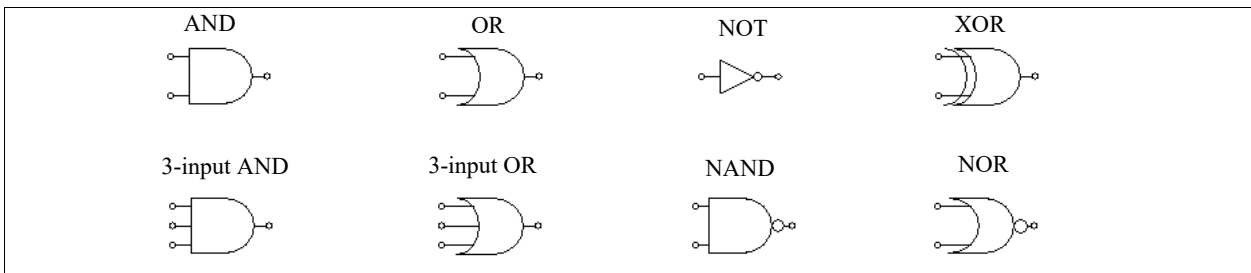 AND OR NOT XOR
3-input AND 3-input OR NAND NOR